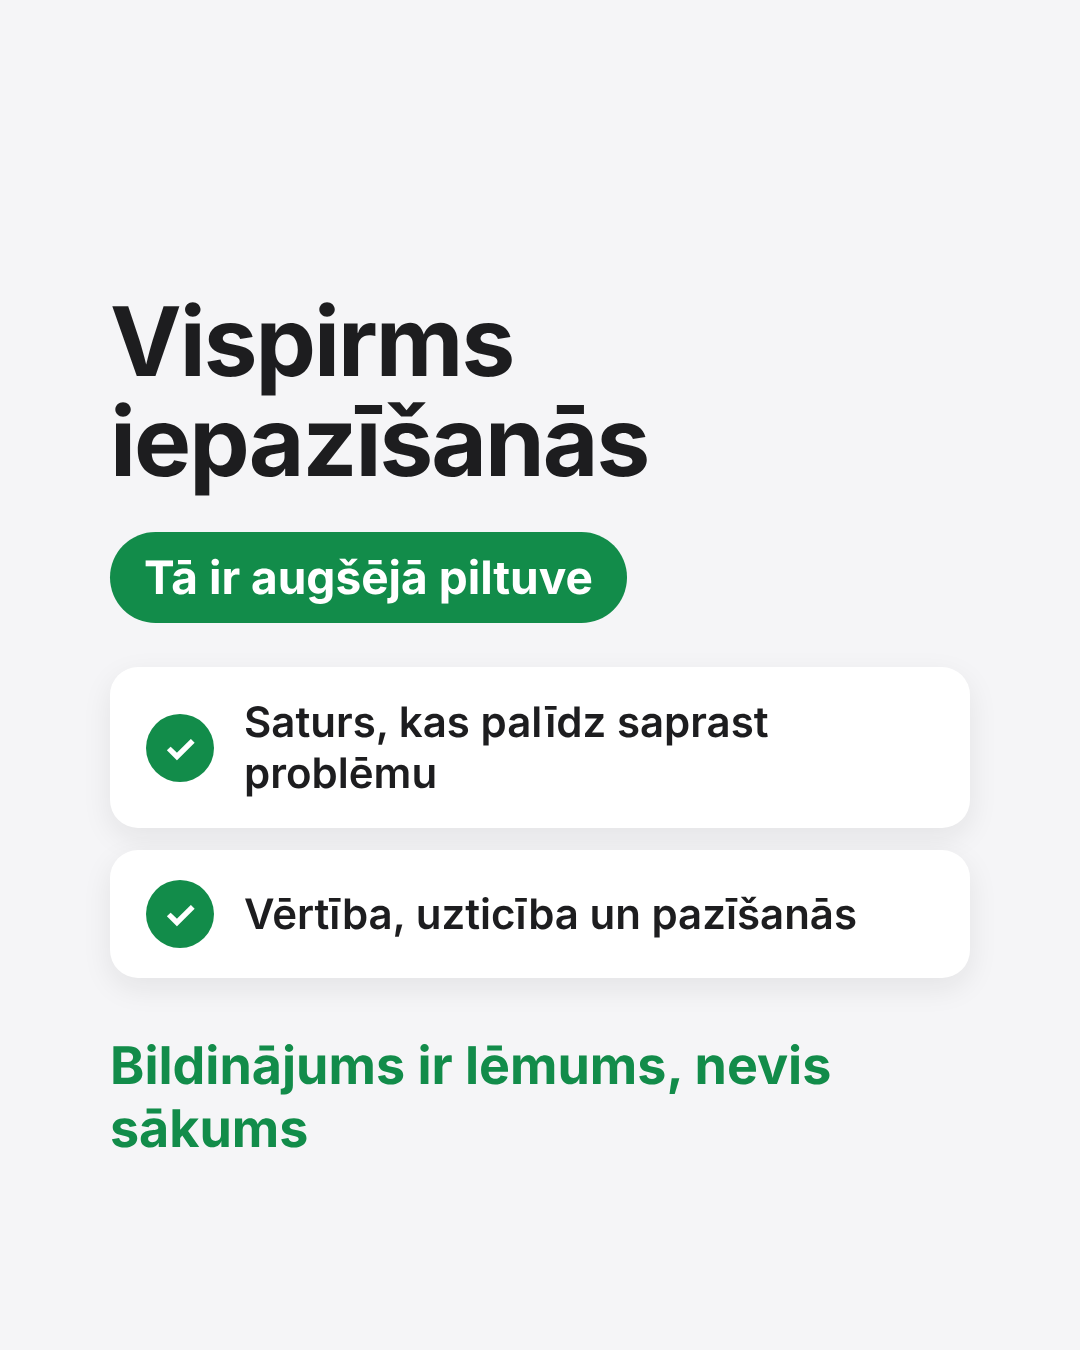 Vispirms
iepazīšanās
Tā ir augšējā piltuve
Saturs, kas palīdz saprast
problēmu
Vērtība, uzticība un pazīšanās
Bildinājums ir lēmums, nevis
sākums